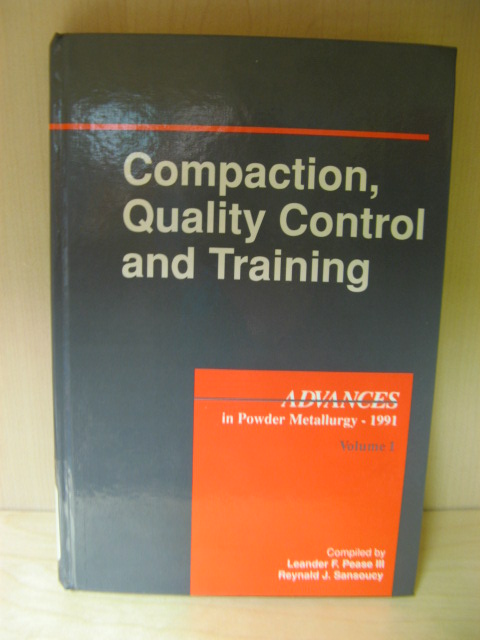 Compaction,
Quality Control
and Training
ADVANCES
in Powder Metallurgy - 1991
Volume 1
Compiled by
Leander F. Pease III
Reynald J. Sansoucy